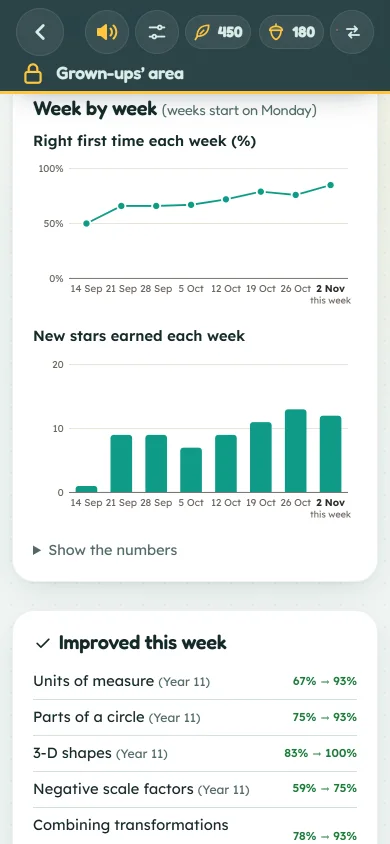 450
180
Grown-ups' area
Week by week (weeks start on Monday)
Right first time each week (%)
100%
50%
0%
14 Sep 21 Sep 28 Sep 5 Oct 12 Oct 19 Oct 26 Oct 2 Nov
this week
New stars earned each week
20
10
0
14 Sep 21 Sep 28 Sep 5 Oct 12 Oct 19 Oct 26 Oct 2 Nov
this week
Show the numbers
Improved this week
Units of measure (Year 11) 67% → 93%
Parts of a circle (Year 11) 75% → 93%
3-D shapes (Year 11) 83% → 100%
Negative scale factors (Year 11) 59% → 75%
Combining transformations
78% → 93%